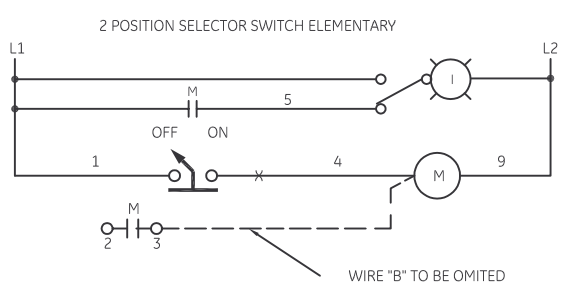 2 POSITION SELECTOR SWITCH ELEMENTARY
L1
L2
I
M
5
OFF ON
1
X
4
M
9
M
2
3
WIRE "B" TO BE OMITED